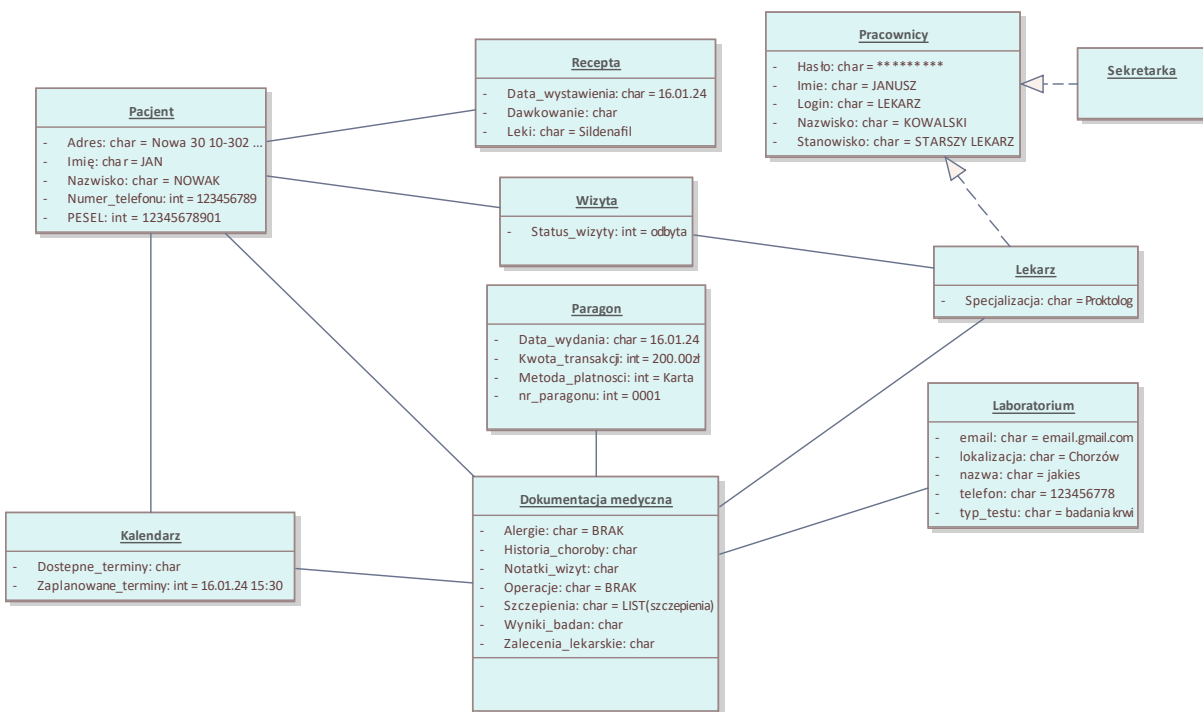 Pacjent
- Adres: char = Nowa 30 10-302 ...
- Imię: char = JAN
- Nazwisko: char = NOWAK
- Numer_telefonu: int = 123456789
- PESEL: int = 12345678901
Recepta
- Data_wystawienia: char = 16.01.24
- Dawkowanie: char
- Leki: char = Sildenafil
Pracownicy
- Hasło: char = *********
- Imie: char = JANUSZ
- Login: char = LEKARZ
- Nazwisko: char = KOWALSKI
- Stanowisko: char = STARSZY LEKARZ
Sekretarka
Wizyta
- Status_wizyty: int = odbyta
Lekarz
- Specjalizacja: char = Proktolog
Paragon
- Data_wydania: char = 16.01.24
- Kwota_transakcji: int = 200.00zł
- Metoda_platnosci: int = Karta
- nr_paragonu: int = 0001
Laboratorium
- email: char = email.gmail.com
- lokalizacja: char = Chorzów
- nazwa: char = jakies
- telefon: char = 123456778
- typ_testu: char = badania krwi
Kalendarz
- Dostepne_terminy: char
- Zaplanowane_terminy: int = 16.01.24 15:30
Dokumentacja medyczna
- Alergie: char = BRAK
- Historia_choroby: char
- Notatki_wizyt: char
- Operacje: char = BRAK
- Szczepienia: char = LIST(szczepienia)
- Wyniki_badan: char
- Zalecenia_lekarskie: char